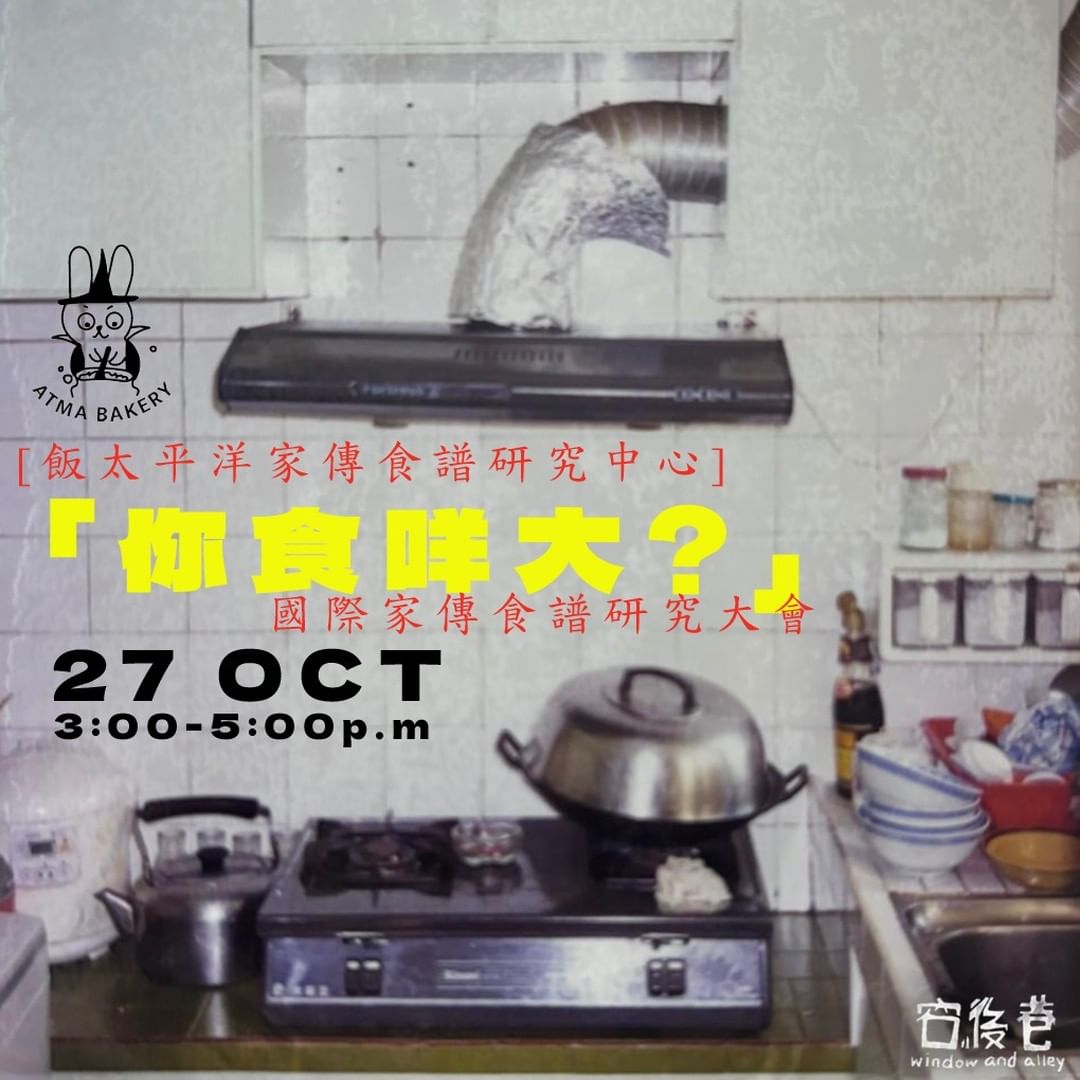 ATMA BAKERY
[飯太平洋家傳食譜研究中心]
「你食咩大？」
國際家傳食譜研究大會
27 OCT
3:00-5:00p.m
窗後巷
window and alley